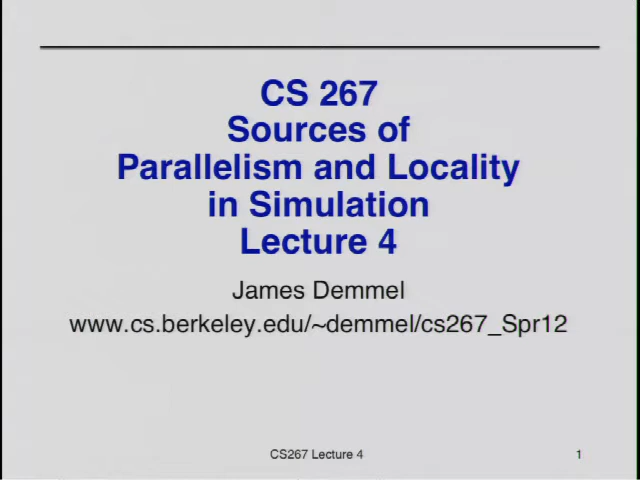 CS 267
Sources of
Parallelism and Locality
in Simulation
Lecture 4
James Demmel
www.cs.berkeley.edu/~demmel/cs267_Spr12
CS267 Lecture 4
1